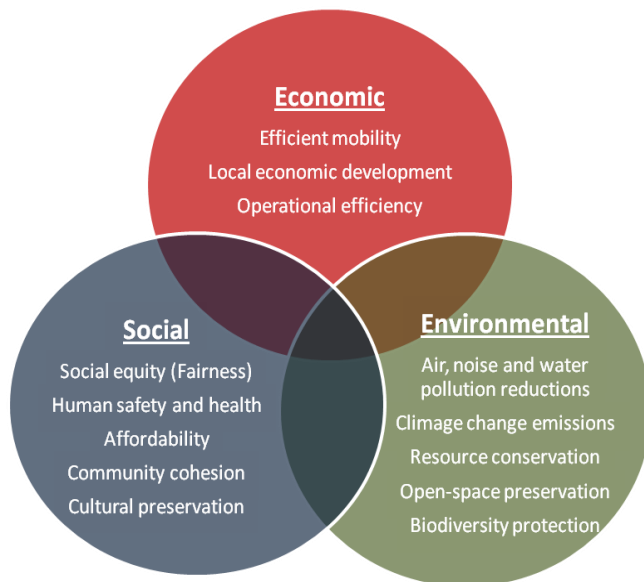 Economic
Efficient mobility
Local economic development
Operational efficiency
Social
Social equity (Fairness)
Human safety and health
Affordability
Community cohesion
Cultural preservation
Environmental
Air, noise and water
pollution reductions
Climage change emissions
Resource conservation
Open-space preservation
Biodiversity protection